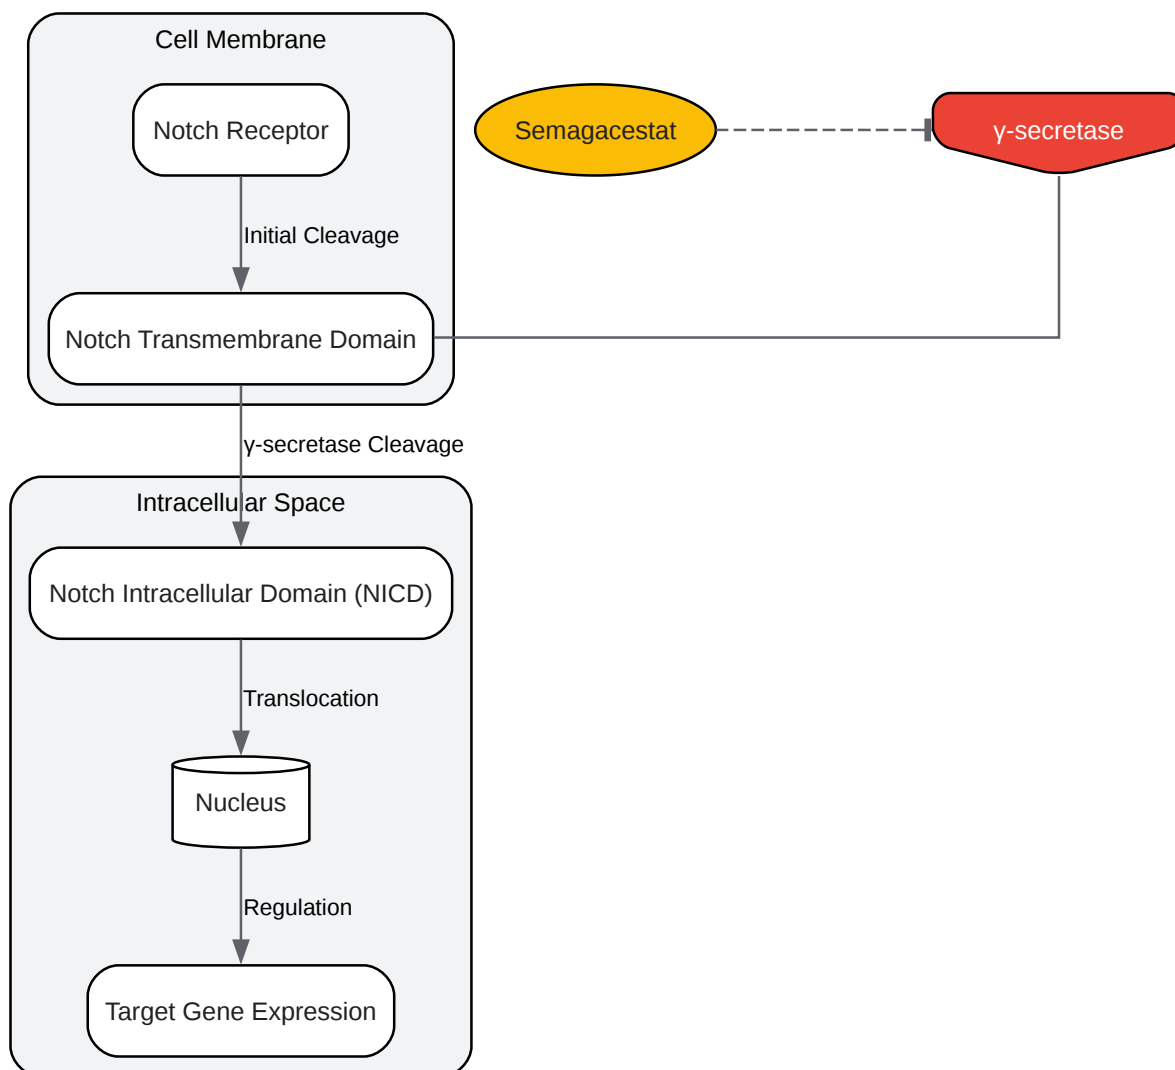 Cell Membrane
Notch Receptor
Semagacestat
γ-secretase
Initial Cleavage
Notch Transmembrane Domain
γ-secretase Cleavage
Intracellular Space
Notch Intracellular Domain (NICD)
Translocation
Nucleus
Regulation
Target Gene Expression